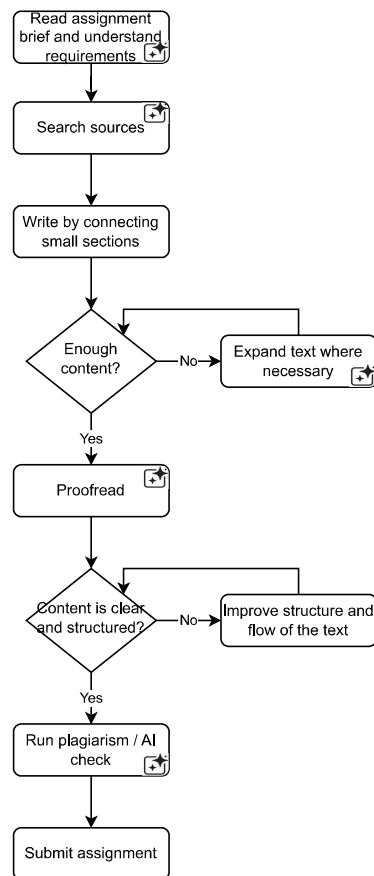 Read assignment
brief and understand
requirements
Search sources
Write by connecting
small sections
Enough
content?
No
Expand text where
necessary
Yes
Proofread
Content is clear
and structured?
No
Improve structure and
flow of the text
Yes
Run plagiarism / AI
check
Submit assignment